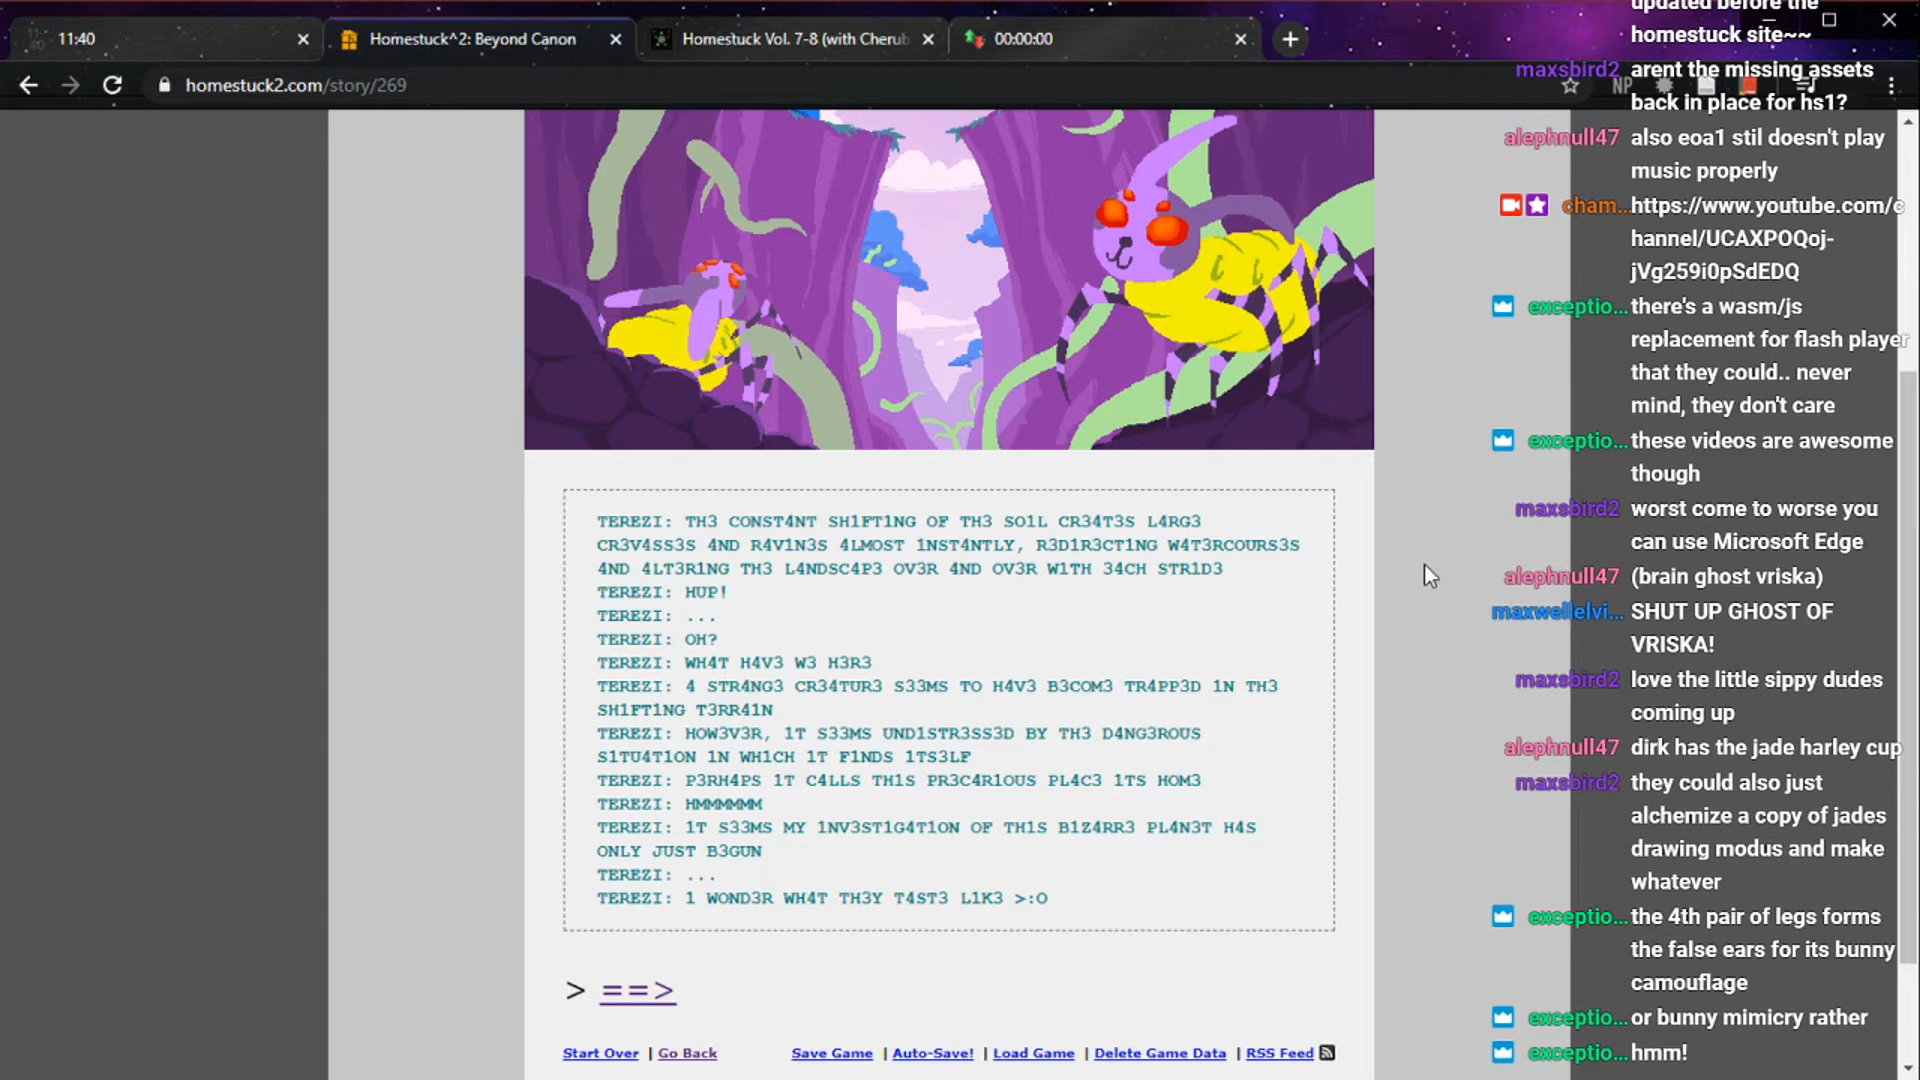 11:40
Homestuck^2: Beyond Canon
Homestuck Vol. 7-8 (with Cherub
00:00:00
homestuck2.com/story/269
TEREZI: TH3 CONST4NT SH1FT1NG OF TH3 SO1L CR34T3S L4RG3
CR3V4SS3S 4ND R4V1N3S 4LMOST 1NST4NTLY, R3D1R3CT1NG W4T3RCOURS3S
4ND 4LT3R1NG TH3 L4NDSC4P3 OV3R 4ND OV3R W1TH 34CH STR1D3
TEREZI: HUP!
TEREZI: ...
TEREZI: OH?
TEREZI: WH4T H4V3 W3 H3R3
TEREZI: 4 STR4NG3 CR34TUR3 S33MS TO H4V3 B3COM3 TR4PP3D 1N TH3
SH1FT1NG T3RR41N
TEREZI: HOW3V3R, 1T S33MS UND1STR3SS3D BY TH3 D4NG3ROUS
S1TU4T1ON 1N WH1CH 1T F1NDS 1TS3LF
TEREZI: P3RH4PS 1T C4LLS TH1S PR3C4R1OUS PL4C3 1TS HOM3
TEREZI: HMMMMMM
TEREZI: 1T S33MS MY 1NV3ST1G4T1ON OF TH1S B1Z4RR3 PL4N3T H4S
ONLY JUST B3GUN
TEREZI: ...
TEREZI: 1 WOND3R WH4T TH3Y T4ST3 L1K3 >:O
> ==>
Start Over | Go Back
Save Game | Auto-Save! | Load Game | Delete Game Data | RSS Feed
updated before the
homestuck site~~
maxsbird2 arent the missing assets
back in place for hs1?
alephnull47 also eoa1 stil doesn't play
music properly
cham... https://www.youtube.com/c
hannel/UCAXPOQoj-
jVg259i0pSdEDQ
exceptio... there's a wasm/js
replacement for flash player
that they could.. never
mind, they don't care
exceptio... these videos are awesome
though
maxsbird2 worst come to worse you
can use Microsoft Edge
alephnull47 (brain ghost vriska)
maxwellelvi... SHUT UP GHOST OF
VRISKA!
maxsbird2 love the little sippy dudes
coming up
alephnull47 dirk has the jade harley cup
maxsbird2 they could also just
alchemize a copy of jades
drawing modus and make
whatever
exceptio... the 4th pair of legs forms
the false ears for its bunny
camouflage
exceptio... or bunny mimicry rather
exceptio... hmm!